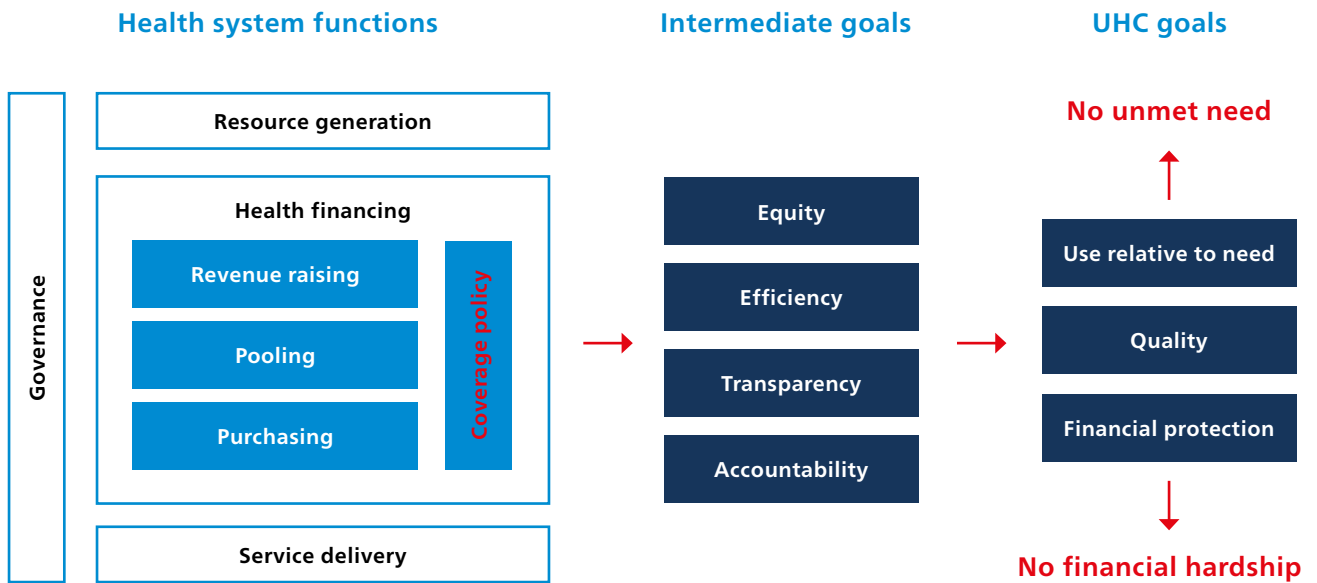 Health system functions
Intermediate goals
UHC goals
Governance
Resource generation
Health financing
Revenue raising
Pooling
Purchasing
Coverage policy
Service delivery
Equity
Efficiency
Transparency
Accountability
No unmet need
Use relative to need
Quality
Financial protection
No financial hardship